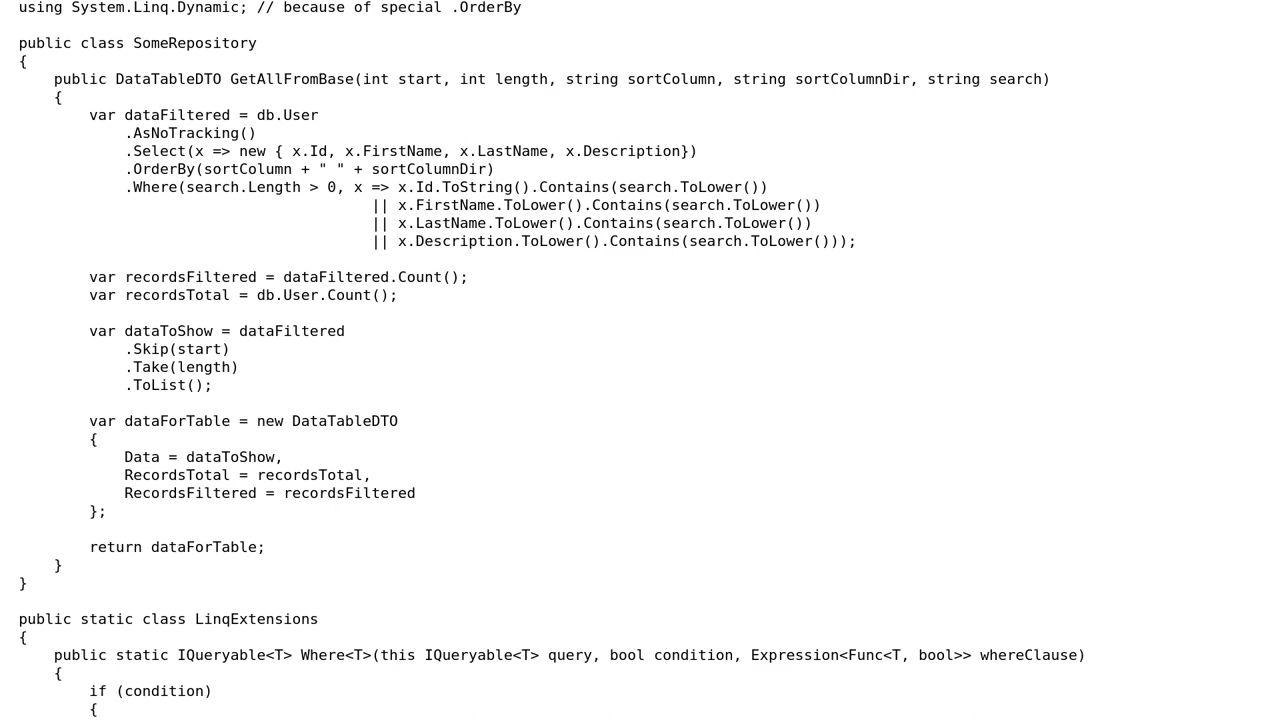 using System.Linq.Dynamic; // because of special .OrderBy
public class SomeRepository
{
public DataTableDTO GetAllFromBase(int start, int length, string sortColumn, string sortColumnDir, string search)
{
var dataFiltered = db.User
.AsNoTracking()
.Select(x => new { x.Id, x.FirstName, x.LastName, x.Description})
.OrderBy(sortColumn + " " + sortColumnDir)
.Where(search.Length > 0, x => x.Id.ToString().Contains(search.ToLower())
|| x.FirstName.ToLower().Contains(search.ToLower())
|| x.LastName.ToLower().Contains(search.ToLower())
|| x.Description.ToLower().Contains(search.ToLower()));
var recordsFiltered = dataFiltered.Count();
var recordsTotal = db.User.Count();
var dataToShow = dataFiltered
.Skip(start)
.Take(length)
.ToList();
var dataForTable = new DataTableDTO
{
Data = dataToShow,
RecordsTotal = recordsTotal,
RecordsFiltered = recordsFiltered
};
return dataForTable;
}
}
public static class LinqExtensions
{
public static IQueryable<T> Where<T>(this IQueryable<T> query, bool condition, Expression<Func<T, bool>> whereClause)
{
if (condition)
{